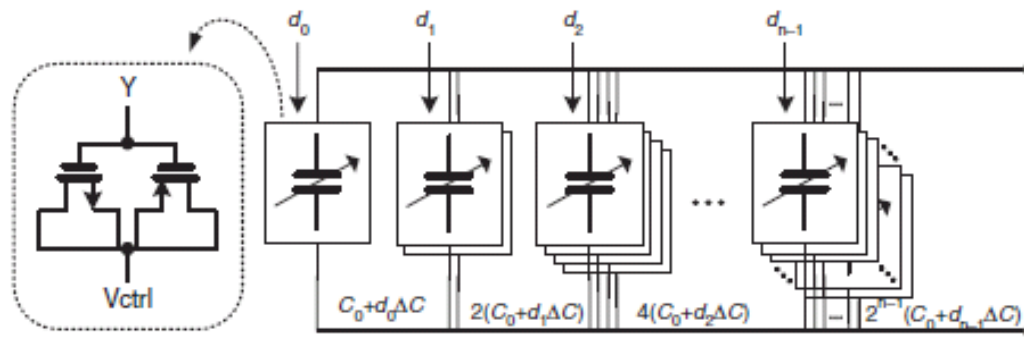 d₀ d₁ d₂ dₙ₋₁
Y
...
Vctrl
C₀+d₀ΔC 2(C₀+d₁ΔC) 4(C₀+d₂ΔC) 2ⁿ⁻¹(C₀+dₙ₋₁ΔC)